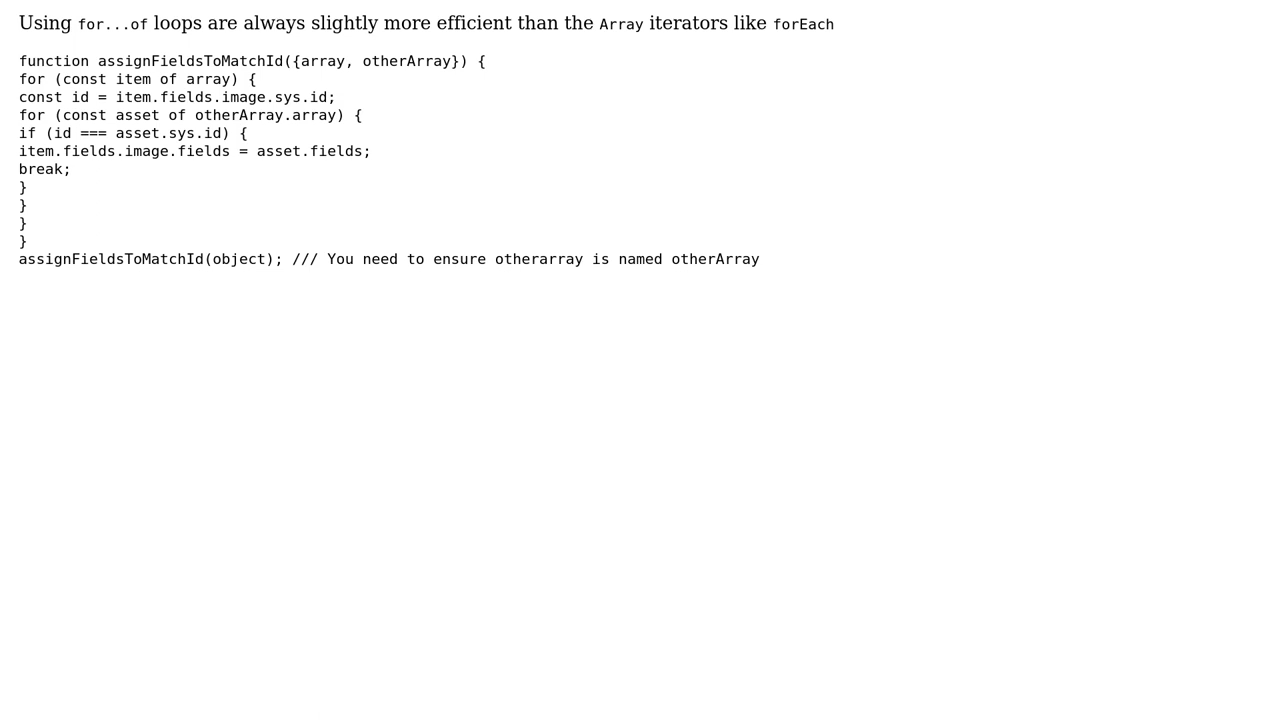 Using for...of loops are always slightly more efficient than the Array iterators like forEach
function assignFieldsToMatchId({array, otherArray}) {
for (const item of array) {
const id = item.fields.image.sys.id;
for (const asset of otherArray.array) {
if (id === asset.sys.id) {
item.fields.image.fields = asset.fields;
break;
}
}
}
}
assignFieldsToMatchId(object); /// You need to ensure otherarray is named otherArray